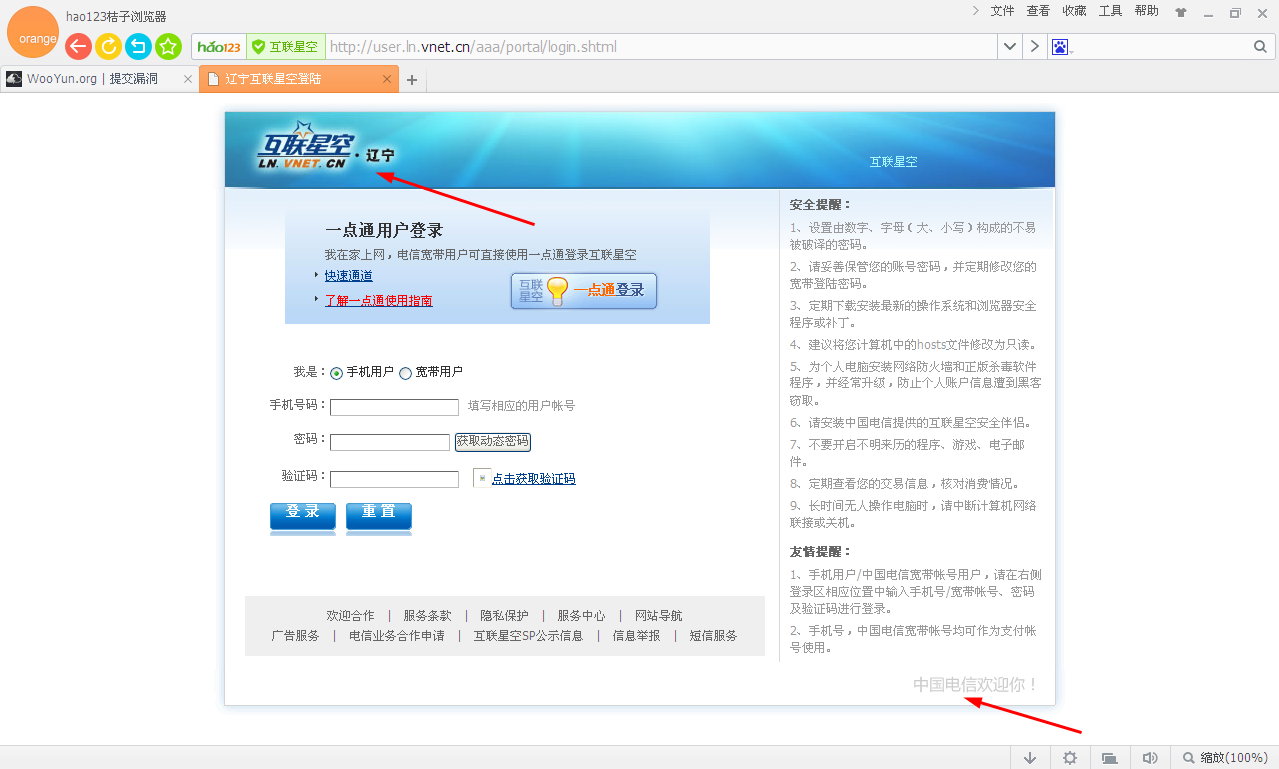 hao123桔子浏览器
文件 查看 收藏 工具 帮助
orange
hao123 互联星空 http://user.ln.vnet.cn/aaa/portal/login.shtml
WooYun.org | 提交漏洞
辽宁互联星空登陆
互联星空·辽宁
LN.VNET.CN
互联星空
一点通用户登录
我在家上网，电信宽带用户可直接使用一点通登录互联星空
快速通道
了解一点通使用指南
互联星空 一点通登录
我是： 手机用户 宽带用户
手机号码： 填写相应的用户帐号
密码： 获取动态密码
验证码： 点击获取验证码
登 录 重 置
欢迎合作 | 服务条款 | 隐私保护 | 服务中心 | 网站导航
广告服务 | 电信业务合作申请 | 互联星空SP公示信息 | 信息举报 | 短信服务
安全提醒：
1、设置由数字、字母（大、小写）构成的不易
被破译的密码。
2、请妥善保管您的账号密码，并定期修改您的
宽带登陆密码。
3、定期下载安装最新的操作系统和浏览器安全
程序或补丁。
4、建议将您计算机中的hosts文件修改为只读。
5、为个人电脑安装网络防火墙和正版杀毒软件
程序，并经常升级，防止个人账户信息遭到黑客
窃取。
6、请安装中国电信提供的互联星空安全伴侣。
7、不要开启不明来历的程序、游戏、电子邮
件。
8、定期查看您的交易信息，核对消费情况。
9、长时间无人操作电脑时，请中断计算机网络
联接或关机。
友情提醒：
1、手机用户/中国电信宽带帐号用户，请在右侧
登录区相应位置中输入手机号/宽带帐号、密码
及验证码进行登录。
2、手机号，中国电信宽带帐号均可作为支付帐
号使用。
中国电信欢迎你！
缩放(100%)